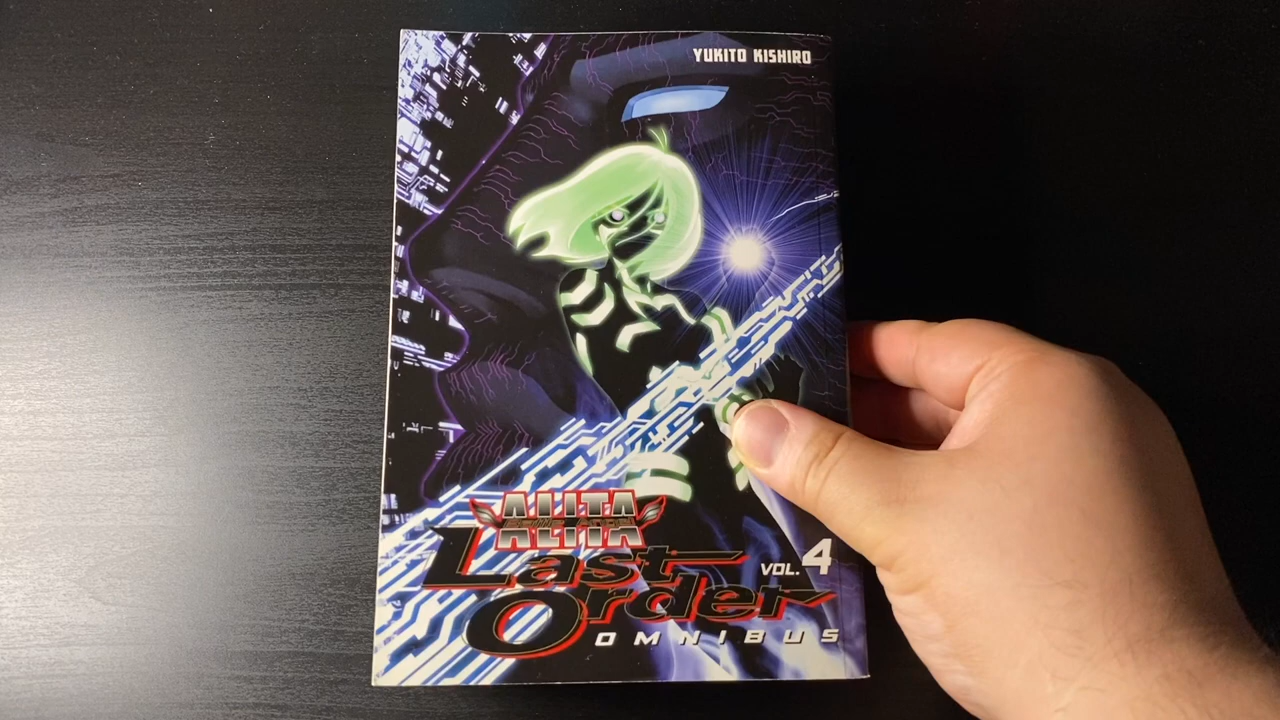 YUKITO KISHIRO
ALITA
BATTLE ANGEL
ALITA
Last
Order
VOL. 4
OMNIBUS